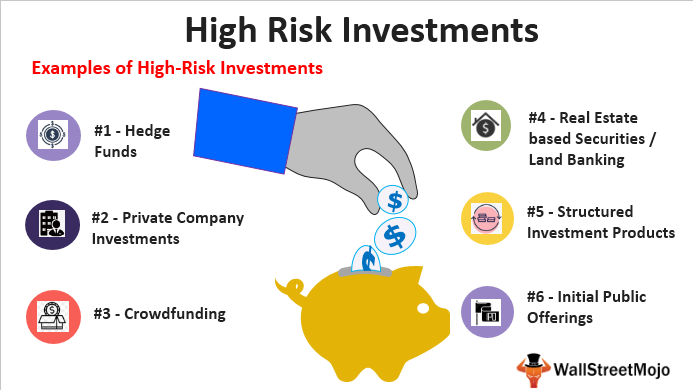 High Risk Investments
Examples of High-Risk Investments
#1 - Hedge
Funds
#2 - Private Company
Investments
#3 - Crowdfunding
$
$
#4 - Real Estate
based Securities /
Land Banking
#5 - Structured
Investment Products
#6 - Initial Public
Offerings
WallStreetMojo